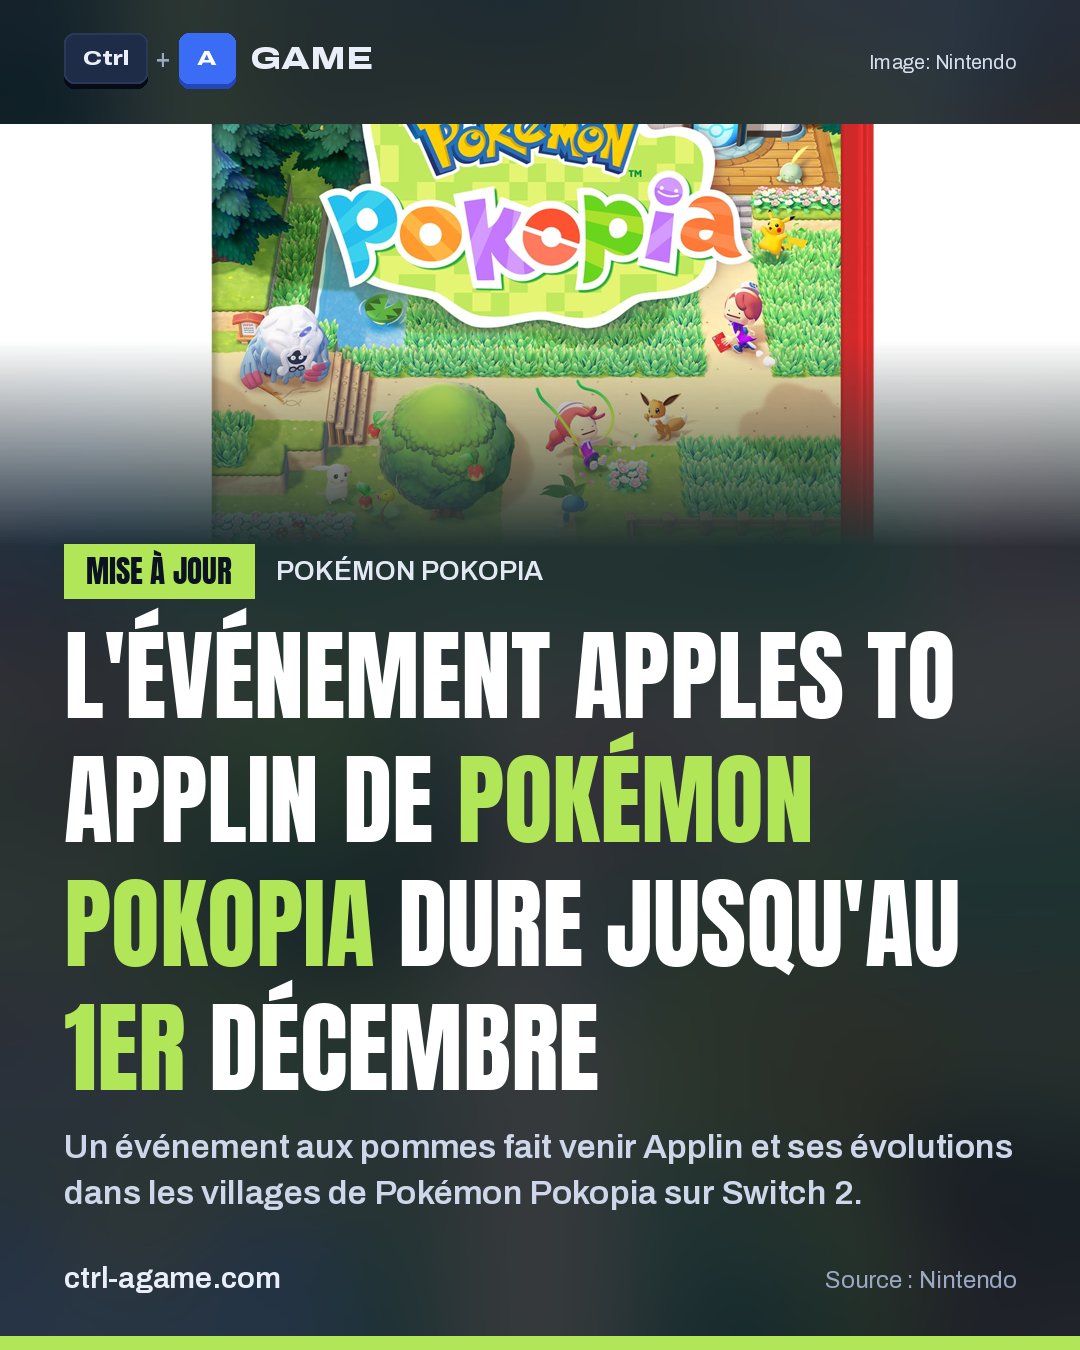 Ctrl + A GAME
Image: Nintendo
POKÉMON
TM
pokopia
MISE À JOUR
POKÉMON POKOPIA
L'ÉVÉNEMENT APPLES TO
APPLIN DE POKÉMON
POKOPIA DURE JUSQU'AU
1ER DÉCEMBRE
Un événement aux pommes fait venir Applin et ses évolutions
dans les villages de Pokémon Pokopia sur Switch 2.
ctrl-agame.com
Source : Nintendo